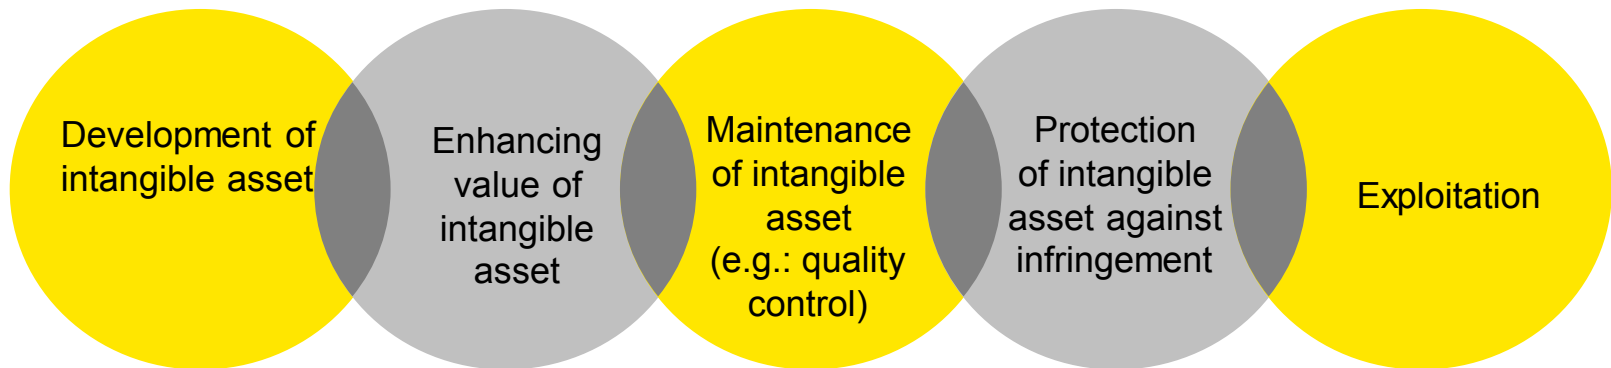 Development of
intangible asset
Enhancing
value of
intangible
asset
Maintenance
of intangible
asset
(e.g.: quality
control)
Protection
of intangible
asset against
infringement
Exploitation